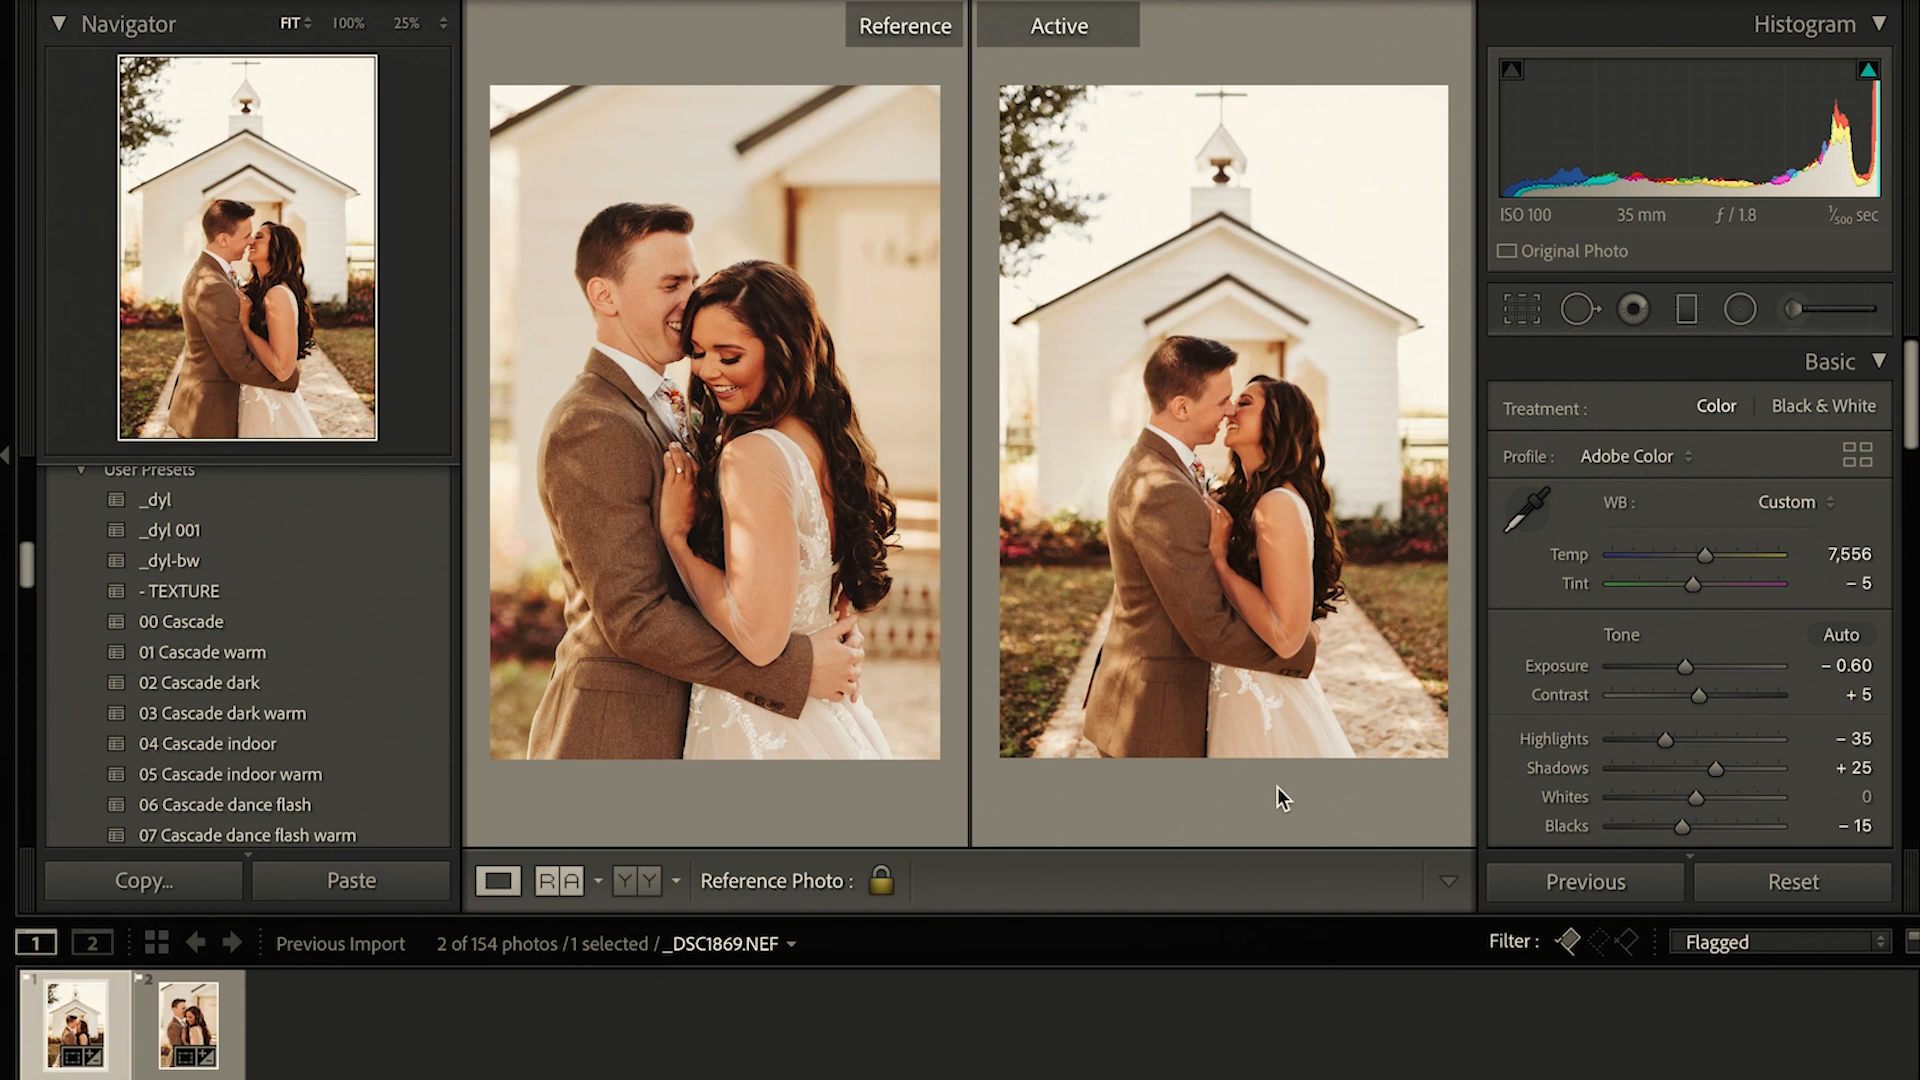 Navigator FIT 100% 25%
User Presets
_dyl
_dyl 001
_dyl-bw
- TEXTURE
00 Cascade
01 Cascade warm
02 Cascade dark
03 Cascade dark warm
04 Cascade indoor
05 Cascade indoor warm
06 Cascade dance flash
07 Cascade dance flash warm
Copy... Paste
Reference Active
RA YY Reference Photo :
Histogram
ISO 100 35 mm ƒ / 1.8 1/500 sec
Original Photo
Basic
Treatment : Color Black & White
Profile : Adobe Color
WB : Custom
Temp 7,556
Tint – 5
Tone Auto
Exposure – 0.60
Contrast + 5
Highlights – 35
Shadows + 25
Whites 0
Blacks – 15
Previous Reset
1 2 Previous Import 2 of 154 photos /1 selected /_DSC1869.NEF Filter : Flagged
1 2